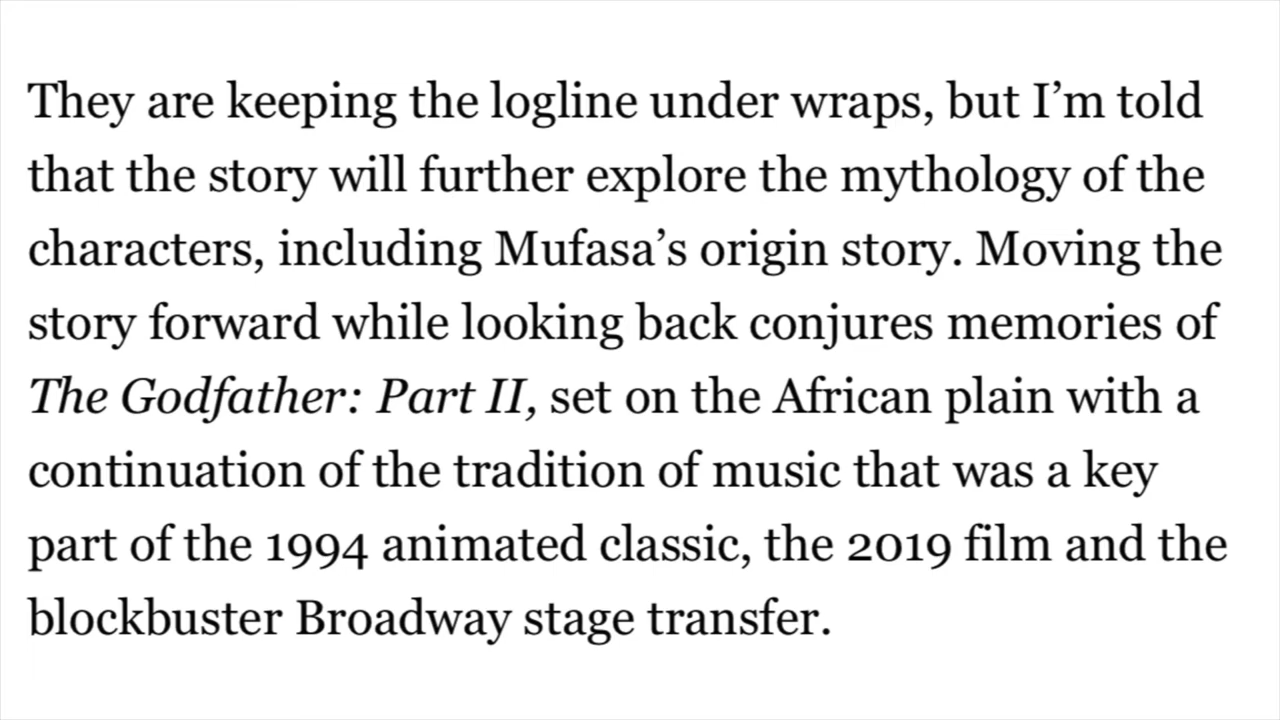 They are keeping the logline under wraps, but I’m told
that the story will further explore the mythology of the
characters, including Mufasa’s origin story. Moving the
story forward while looking back conjures memories of
The Godfather: Part II, set on the African plain with a
continuation of the tradition of music that was a key
part of the 1994 animated classic, the 2019 film and the
blockbuster Broadway stage transfer.